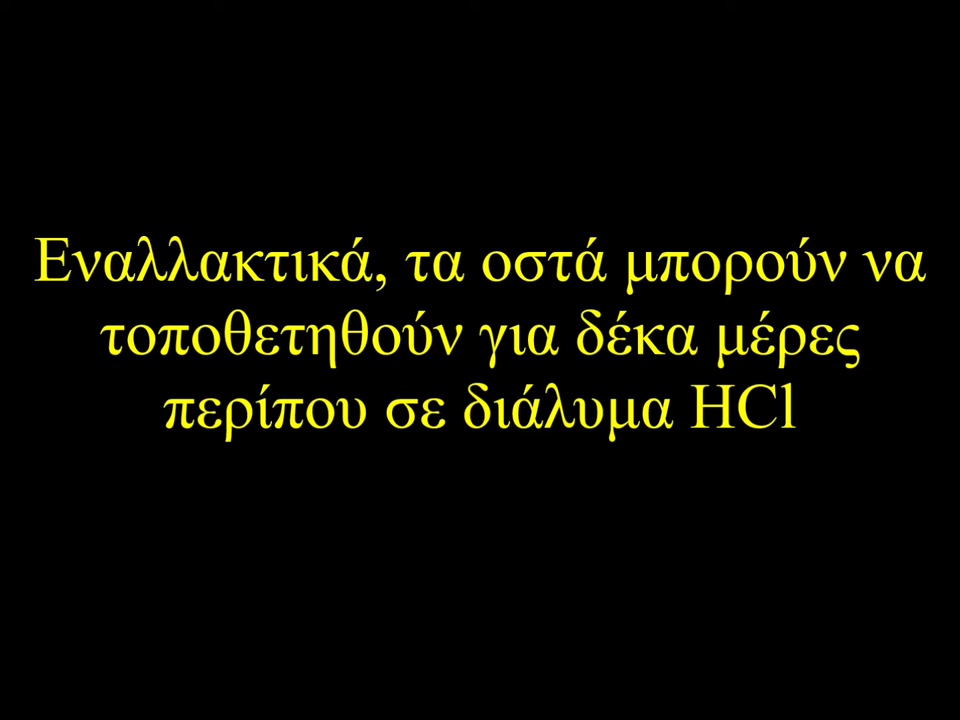 Εναλλακτικά, τα οστά μπορούν να
τοποθετηθούν για δέκα μέρες
περίπου σε διάλυμα HCl